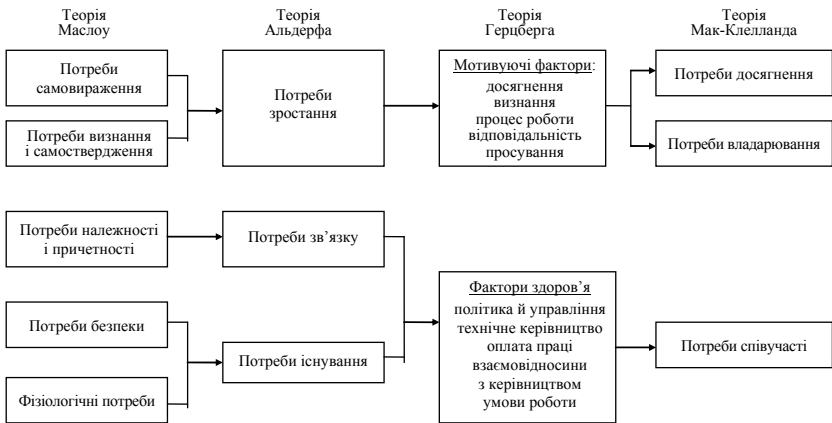 Теорія
Маслоу
Теорія
Альдерфа
Теорія
Герцберга
Теорія
Мак-Клелланда
Потреби
самовираження
Потреби визнання
і самоствердження
Потреби
зростання
Мотивуючі фактори:
досягнення
визнання
процес роботи
відповідальність
просування
Потреби досягнення
Потреби владарювання
Потреби належності
і причетності
Потреби зв’язку
Потреби безпеки
Фізіологічні потреби
Потреби існування
Фактори здоров’я
політика й управління
технічне керівництво
оплата праці
взаємовідносини
з керівництвом
умови роботи
Потреби співучасті